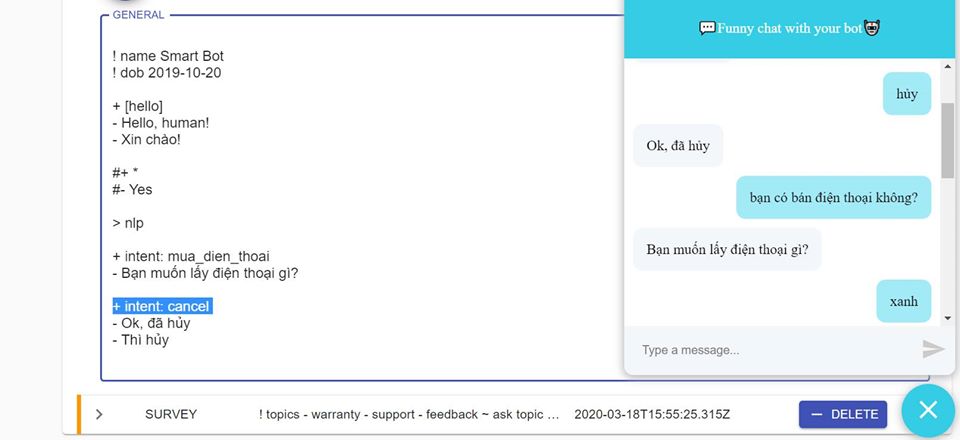 GENERAL
! name Smart Bot
! dob 2019-10-20
+ [hello]
- Hello, human!
- Xin chào!
#+ *
#- Yes
> nlp
+ intent: mua_dien_thoai
- Bạn muốn lấy điện thoại gì?
+ intent: cancel
- Ok, đã hủy
- Thì hủy
💬Funny chat with your bot🤖
hủy
Ok, đã hủy
bạn có bán điện thoại không?
Bạn muốn lấy điện thoại gì?
xanh
Type a message...
SURVEY ! topics - warranty - support - feedback ~ ask topic ... 2020-03-18T15:55:25.315Z DELETE